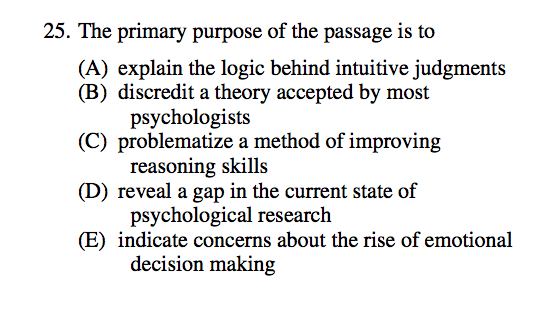 25. The primary purpose of the passage is to
(A) explain the logic behind intuitive judgments
(B) discredit a theory accepted by most
psychologists
(C) problematize a method of improving
reasoning skills
(D) reveal a gap in the current state of
psychological research
(E) indicate concerns about the rise of emotional
decision making